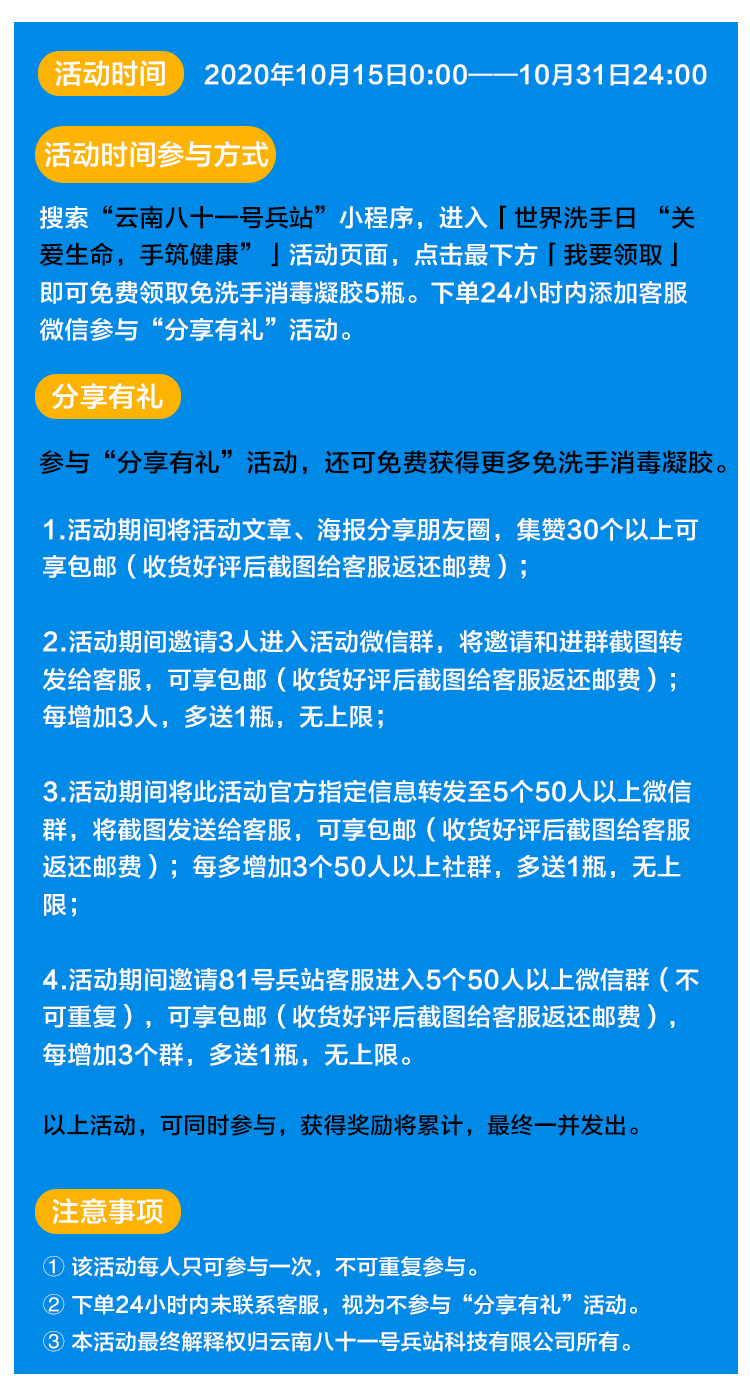 活动时间 2020年10月15日0:00——10月31日24:00
活动时间参与方式
搜索“云南八十一号兵站”小程序，进入「世界洗手日 “关
爱生命，手筑健康”」活动页面，点击最下方「我要领取」
即可免费领取免洗手消毒凝胶5瓶。下单24小时内添加客服
微信参与“分享有礼”活动。
分享有礼
参与“分享有礼”活动，还可免费获得更多免洗手消毒凝胶。
1.活动期间将活动文章、海报分享朋友圈，集赞30个以上可
享包邮（收货好评后截图给客服返还邮费）；
2.活动期间邀请3人进入活动微信群，将邀请和进群截图转
发给客服，可享包邮（收货好评后截图给客服返还邮费）；
每增加3人，多送1瓶，无上限；
3.活动期间将此活动官方指定信息转发至5个50人以上微信
群，将截图发送给客服，可享包邮（收货好评后截图给客服
返还邮费）；每多增加3个50人以上社群，多送1瓶，无上
限；
4.活动期间邀请81号兵站客服进入5个50人以上微信群（不
可重复），可享包邮（收货好评后截图给客服返还邮费），
每增加3个群，多送1瓶，无上限。
以上活动，可同时参与，获得奖励将累计，最终一并发出。
注意事项
① 该活动每人只可参与一次，不可重复参与。
② 下单24小时内未联系客服，视为不参与“分享有礼”活动。
③ 本活动最终解释权归云南八十一号兵站科技有限公司所有。